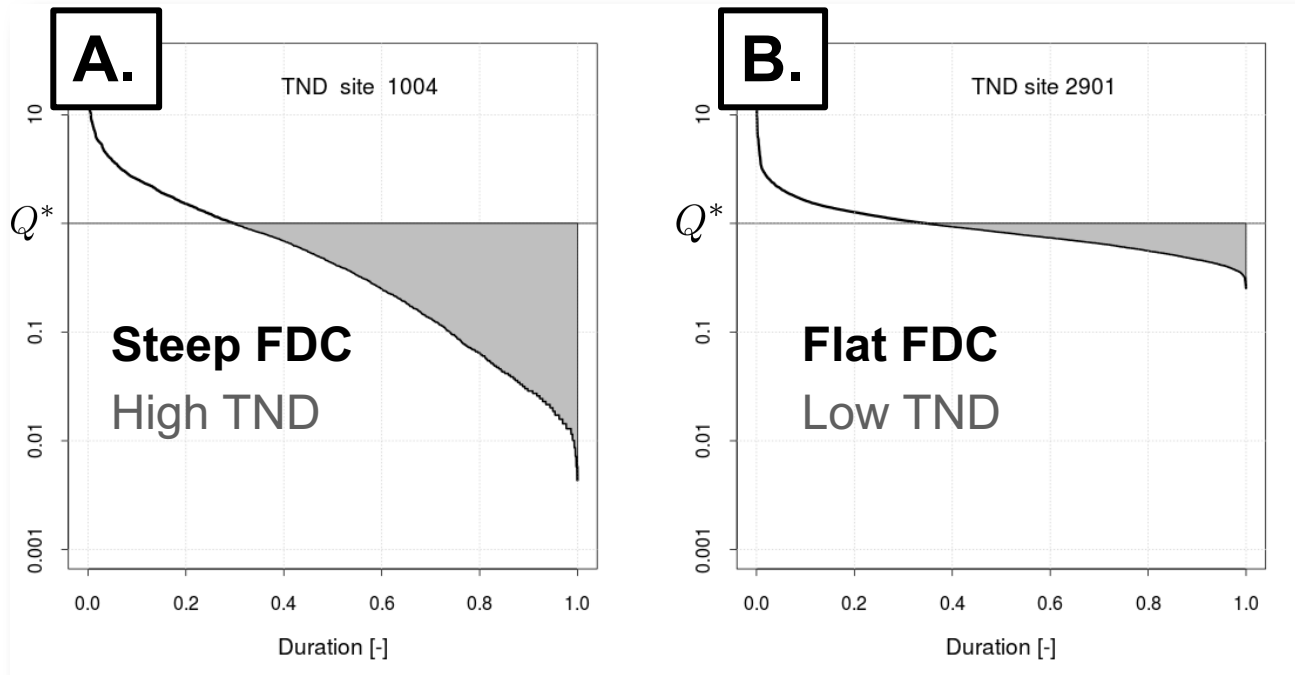 A.
TND site 1004
10
Q*
0.1
0.01
0.001
Steep FDC
High TND
0.0 0.2 0.4 0.6 0.8 1.0
Duration [-]
B.
TND site 2901
10
Q*
0.1
0.01
0.001
Flat FDC
Low TND
0.0 0.2 0.4 0.6 0.8 1.0
Duration [-]